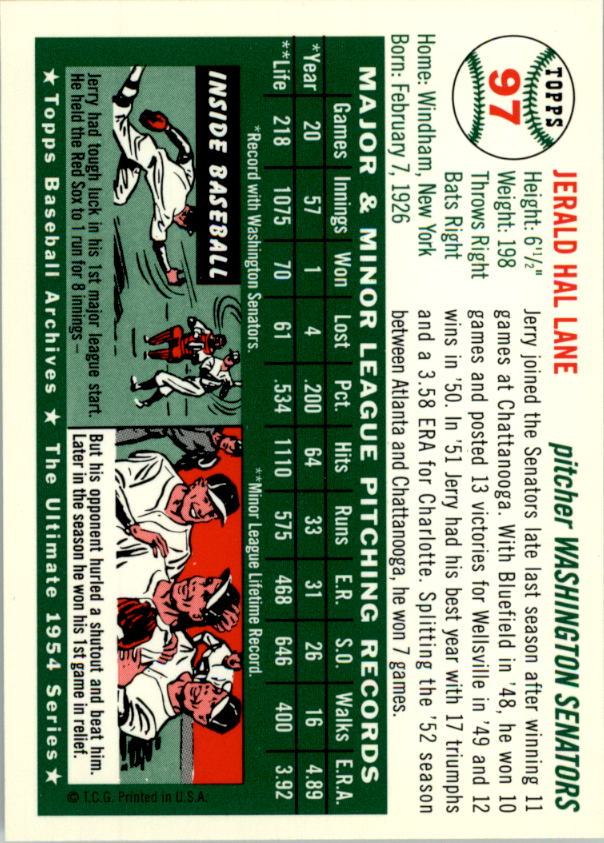 TOPPS
97
JERALD HAL LANE
pitcher WASHINGTON SENATORS
Height: 6'1½"
Weight: 198
Throws Right
Bats Right
Home: Windham, New York
Born: February 7, 1926
Jerry joined the Senators late last season after winning 11
games at Chattanooga. With Bluefield in '48, he won 10
games and posted 13 victories for Wellsville in '49 and 12
wins in '50. In '51 Jerry had his best year with 17 triumphs
and a 3.58 ERA for Charlotte. Splitting the '52 season
between Atlanta and Chattanooga, he won 7 games.
MAJOR & MINOR LEAGUE PITCHING RECORDS
Games Innings Won Lost Pct. Hits Runs E.R. S.O. Walks E.R.A.
*Year 20 57 1 4 .200 64 33 31 26 16 4.89
**Life 218 1075 70 61 .534 1110 575 468 646 400 3.92
*Record with Washington Senators. **Minor League Lifetime Record.
INSIDE BASEBALL
Jerry had tough luck in his 1st major league start.
He held the Red Sox to 1 run for 8 innings –
But his opponent hurled a shutout and beat him.
Later in the season he won his 1st game in relief.
★ Topps Baseball Archives ★ The Ultimate 1954 Series ★
© T.C.G. Printed in U.S.A.